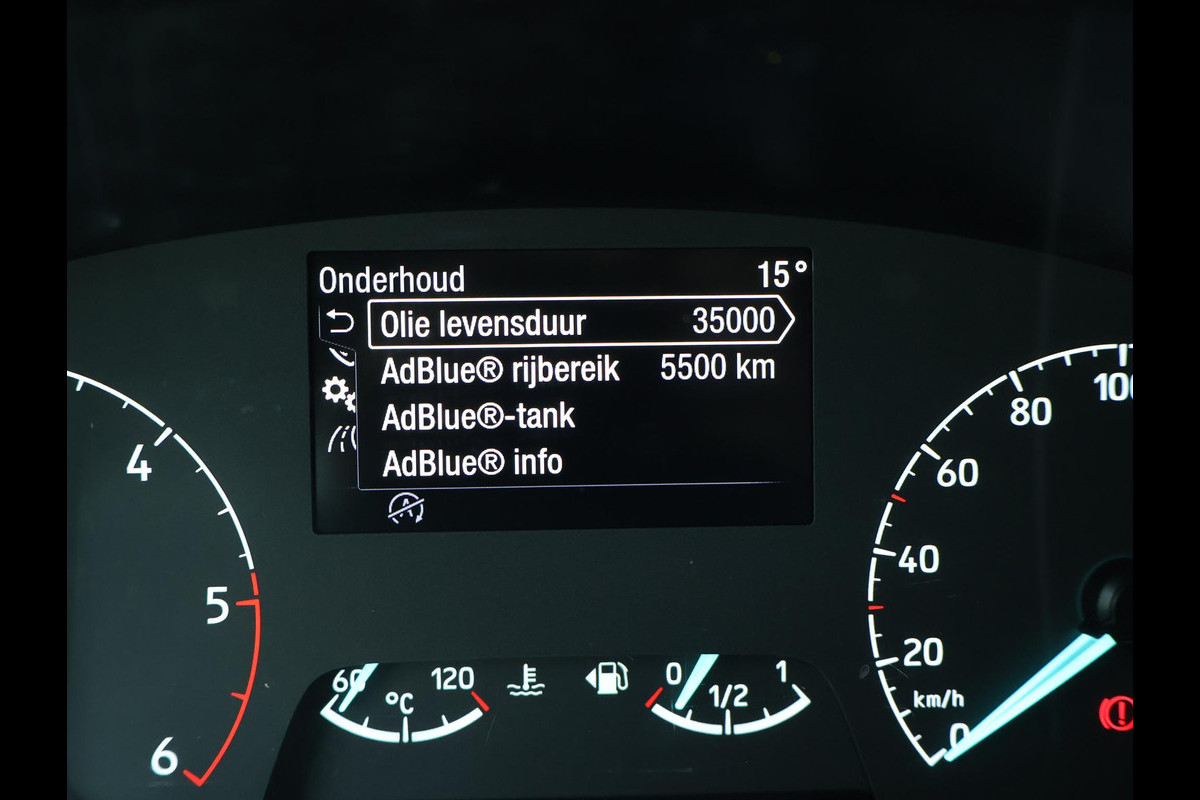 Onderhoud 15°
Olie levensduur 35000
AdBlue® rijbereik 5500 km
AdBlue®-tank
AdBlue® info
4
5
6
60 120
°C
0 1/2 1
100
80
60
40
20
km/h
0